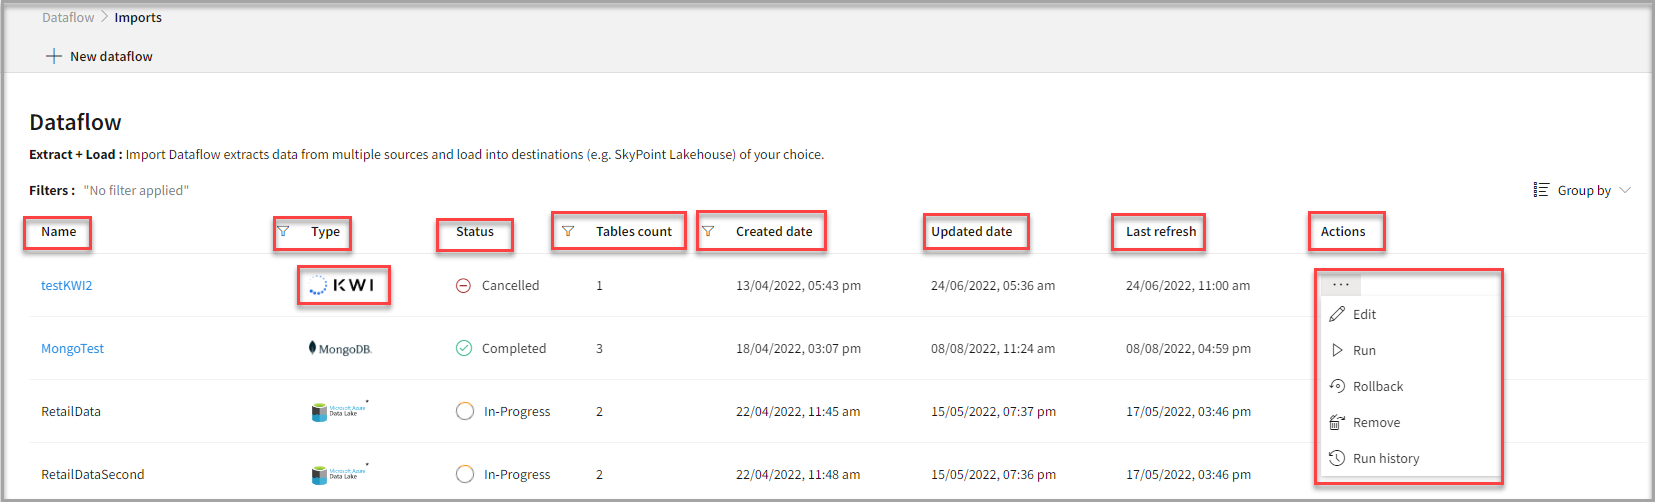 Dataflow > Imports
+ New dataflow
Dataflow
Extract + Load : Import Dataflow extracts data from multiple sources and load into destinations (e.g. SkyPoint Lakehouse) of your choice.
Filters : "No filter applied" Group by
Name Type Status Tables count Created date Updated date Last refresh Actions
testKWI2 KWI Cancelled 1 13/04/2022, 05:43 pm 24/06/2022, 05:36 am 24/06/2022, 11:00 am ...
Edit
MongoTest MongoDB. Completed 3 18/04/2022, 03:07 pm 08/08/2022, 11:24 am 08/08/2022, 04:59 pm Run
Rollback
RetailData Microsoft Azure Data Lake In-Progress 2 22/04/2022, 11:45 am 15/05/2022, 07:37 pm 17/05/2022, 03:46 pm
Remove
Run history
RetailDataSecond Microsoft Azure Data Lake In-Progress 2 22/04/2022, 11:48 am 15/05/2022, 07:36 pm 17/05/2022, 03:46 pm